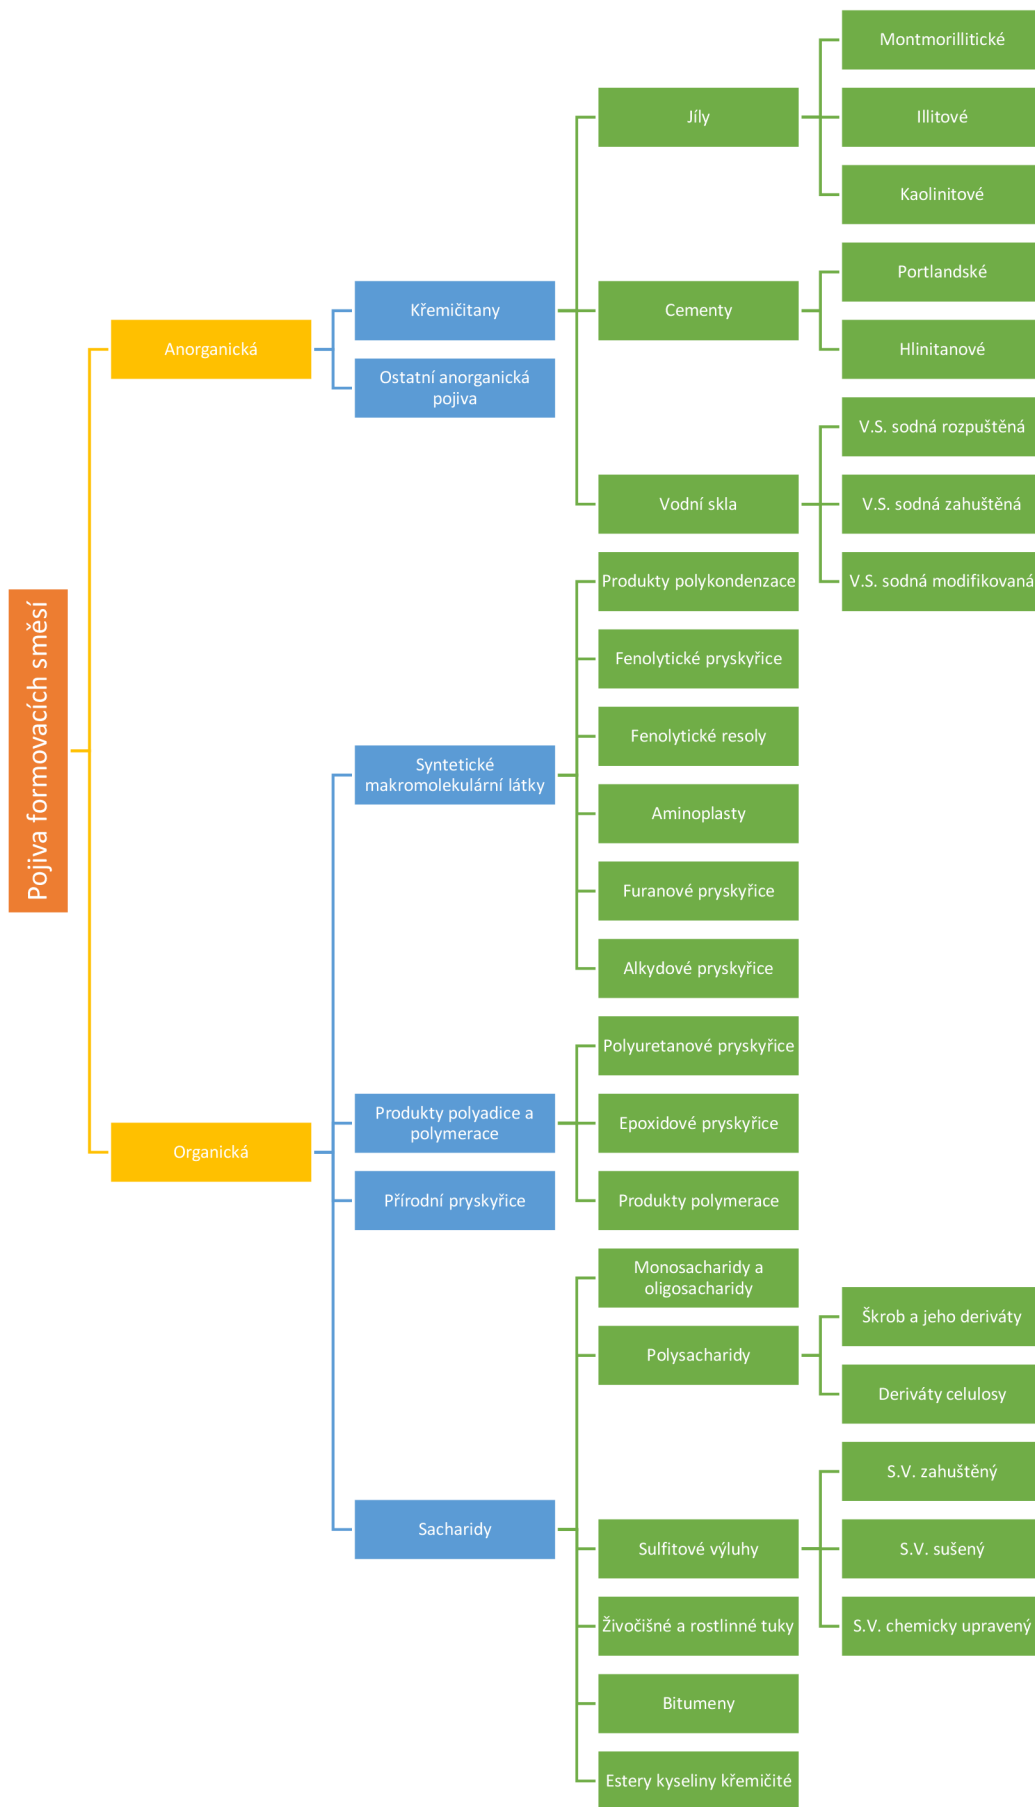 Pojiva formovacích směsí
Anorganická
Křemičitany
Jíly
Montmorillitické
Illitové
Kaolinitové
Cementy
Portlandské
Hlinitanové
Vodní skla
V.S. sodná rozpuštěná
V.S. sodná zahuštěná
V.S. sodná modifikovaná
Ostatní anorganická
pojiva
Organická
Syntetické
makromolekulární látky
Produkty polykondenzace
Fenolytické pryskyřice
Fenolytické resoly
Aminoplasty
Furanové pryskyřice
Alkydové pryskyřice
Produkty polyadice a
polymerace
Polyuretanové pryskyřice
Epoxidové pryskyřice
Produkty polymerace
Přírodní pryskyřice
Sacharidy
Monosacharidy a
oligosacharidy
Polysacharidy
Škrob a jeho deriváty
Deriváty celulosy
Sulfitové výluhy
S.V. zahuštěný
S.V. sušený
S.V. chemicky upravený
Živočišné a rostlinné tuky
Bitumeny
Estery kyseliny křemičité